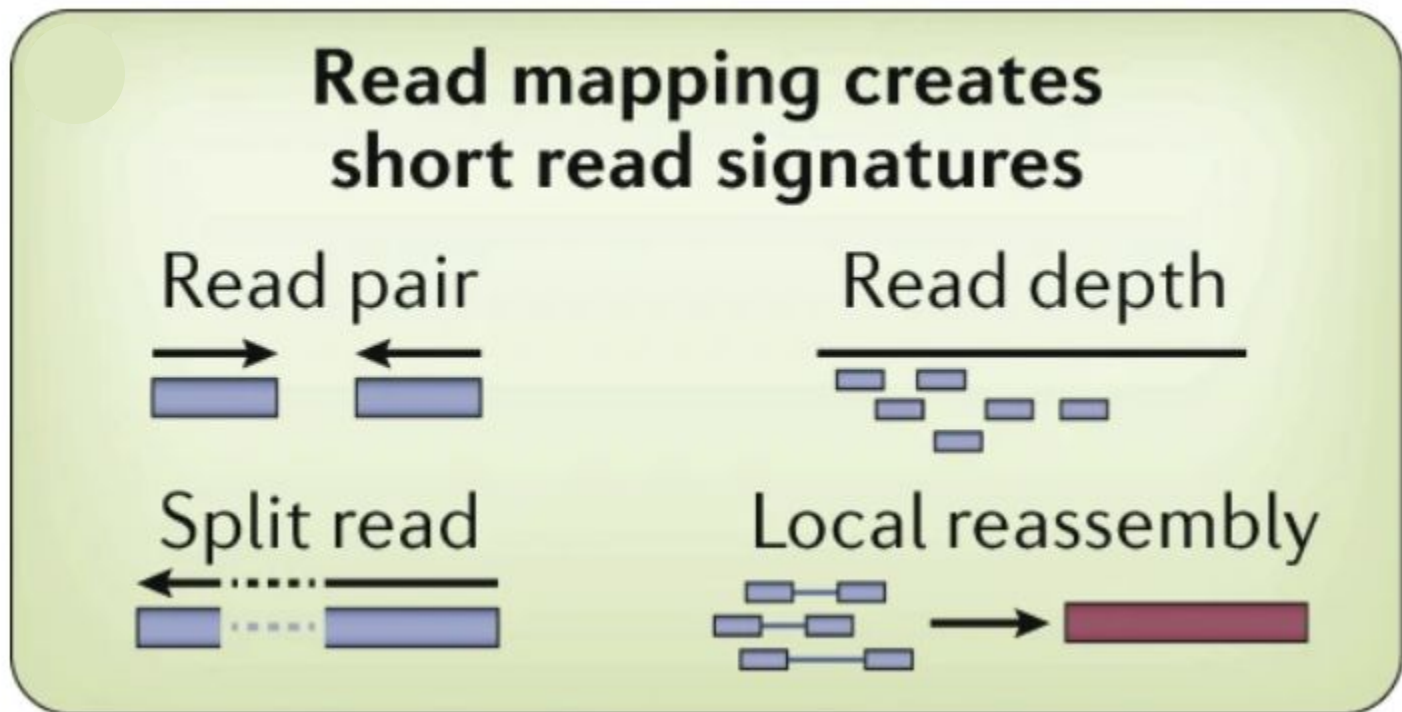 Read mapping creates
short read signatures
Read pair
Read depth
Split read
Local reassembly